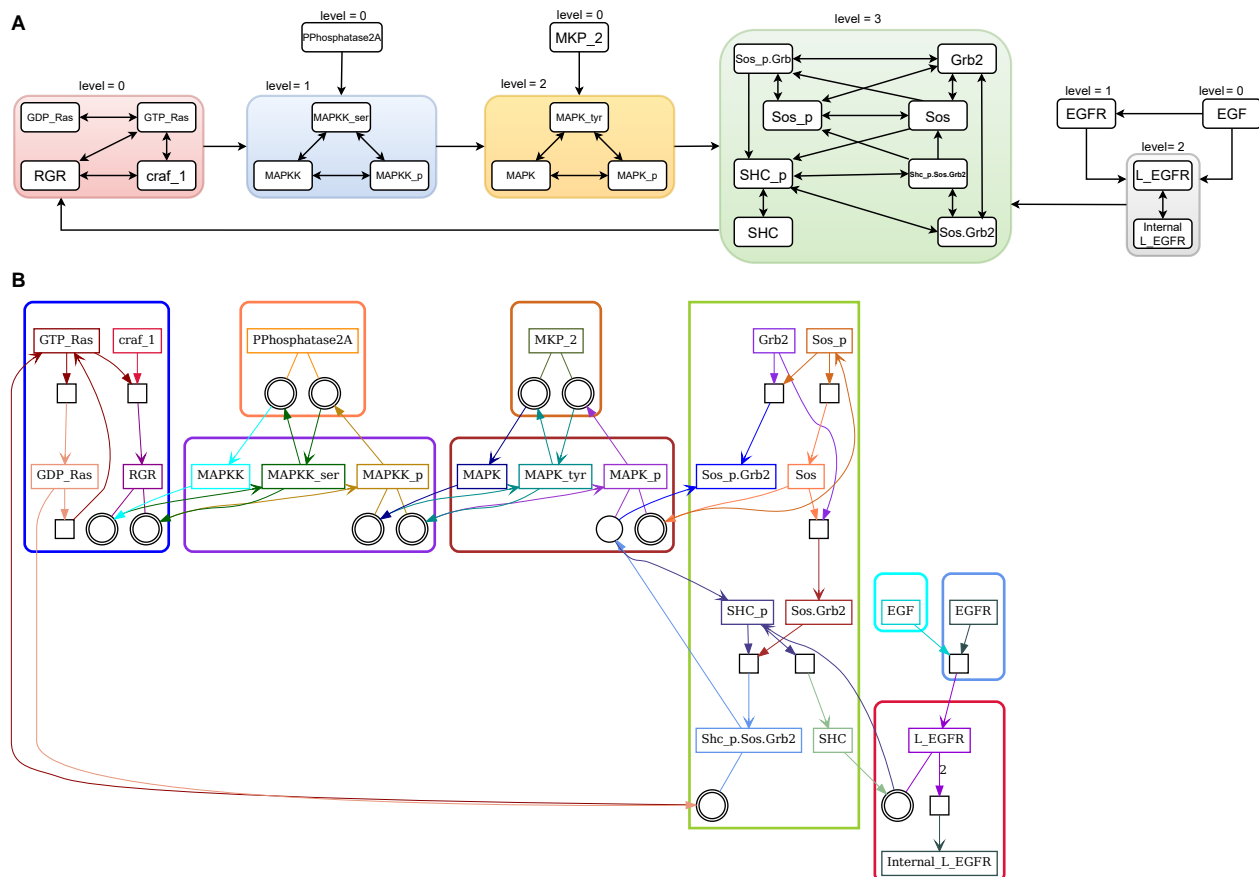 A
level = 0
level = 0
level = 3
PPhosphatase2A
MKP_2
Sos_p.Grb
Grb2
level = 0
level = 1
level = 2
level = 1
level = 0
GDP_Ras
GTP_Ras
MAPKK_ser
MAPK_tyr
Sos_p
Sos
EGFR
EGF
level= 2
RGR
craf_1
MAPKK
MAPKK_p
MAPK
MAPK_p
SHC_p
Shc_p.Sos.Grb2
L_EGFR
SHC
Sos.Grb2
Internal
L_EGFR
B
GTP_Ras
craf_1
PPhosphatase2A
MKP_2
Grb2
Sos_p
GDP_Ras
RGR
MAPKK
MAPKK_ser
MAPKK_p
MAPK
MAPK_tyr
MAPK_p
Sos_p.Grb2
Sos
SHC_p
Sos.Grb2
EGF
EGFR
Shc_p.Sos.Grb2
SHC
L_EGFR
2
Internal_L_EGFR